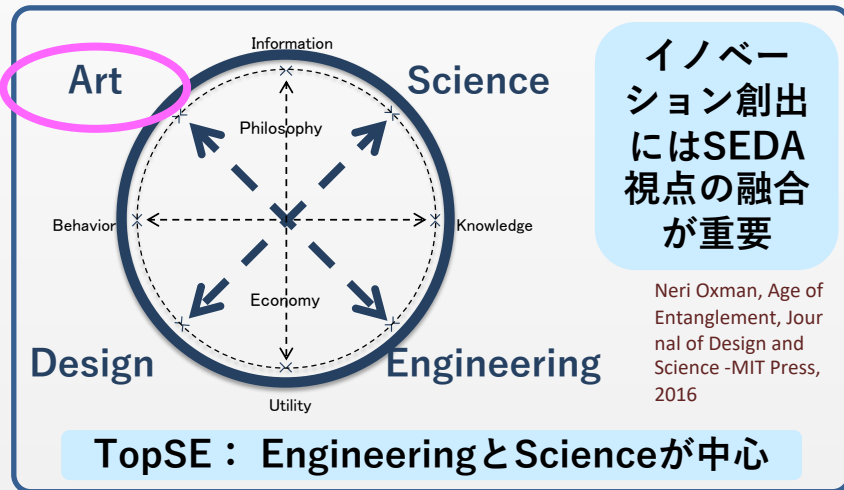 Information
Art
Science
Philosophy
Behavior
Knowledge
Economy
Design
Engineering
Utility
イノベー
ション創出
にはSEDA
視点の融合
が重要
Neri Oxman, Age of
Entanglement, Jour
nal of Design and
Science -MIT Press,
2016
TopSE： EngineeringとScienceが中心